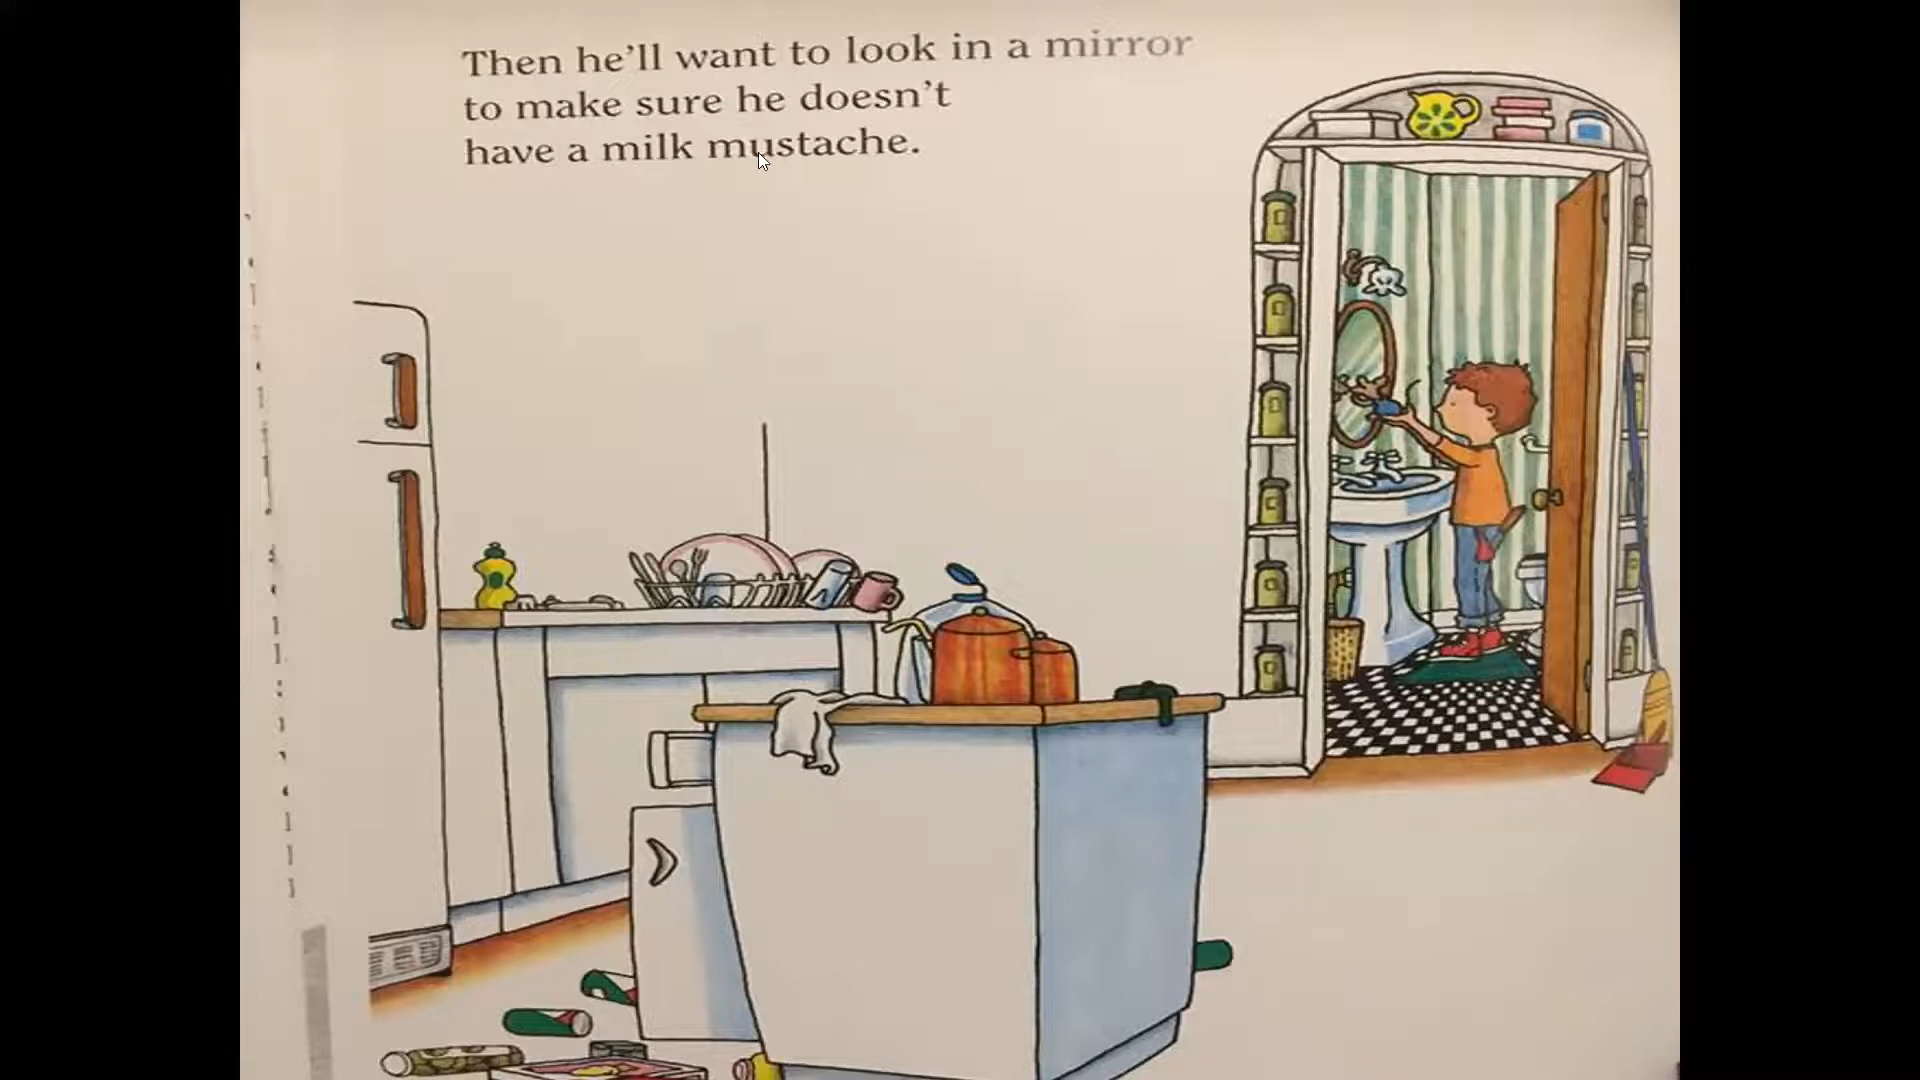 Then he'll want to look in a mirror
to make sure he doesn't
have a milk mustache.